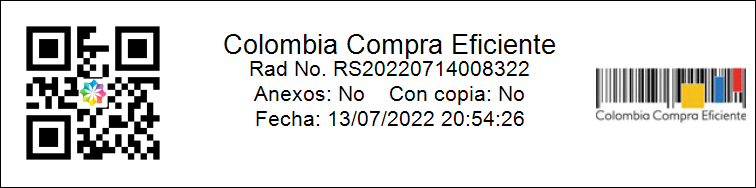 Colombia Compra Eficiente
Rad No. RS20220714008322
Anexos: No    Con copia: No
Fecha: 13/07/2022 20:54:26
Colombia Compra Eficiente